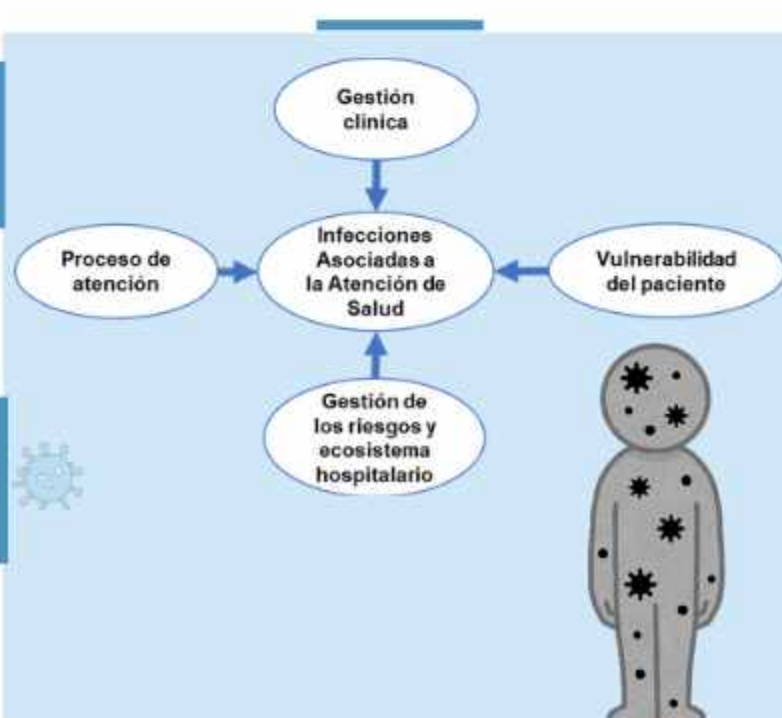 Gestión
clínica
Infecciones
Asociadas a
la Atención de
Salud
Proceso de
atención
Vulnerabilidad
del paciente
Gestión de
los riesgos y
ecosistema
hospitalario